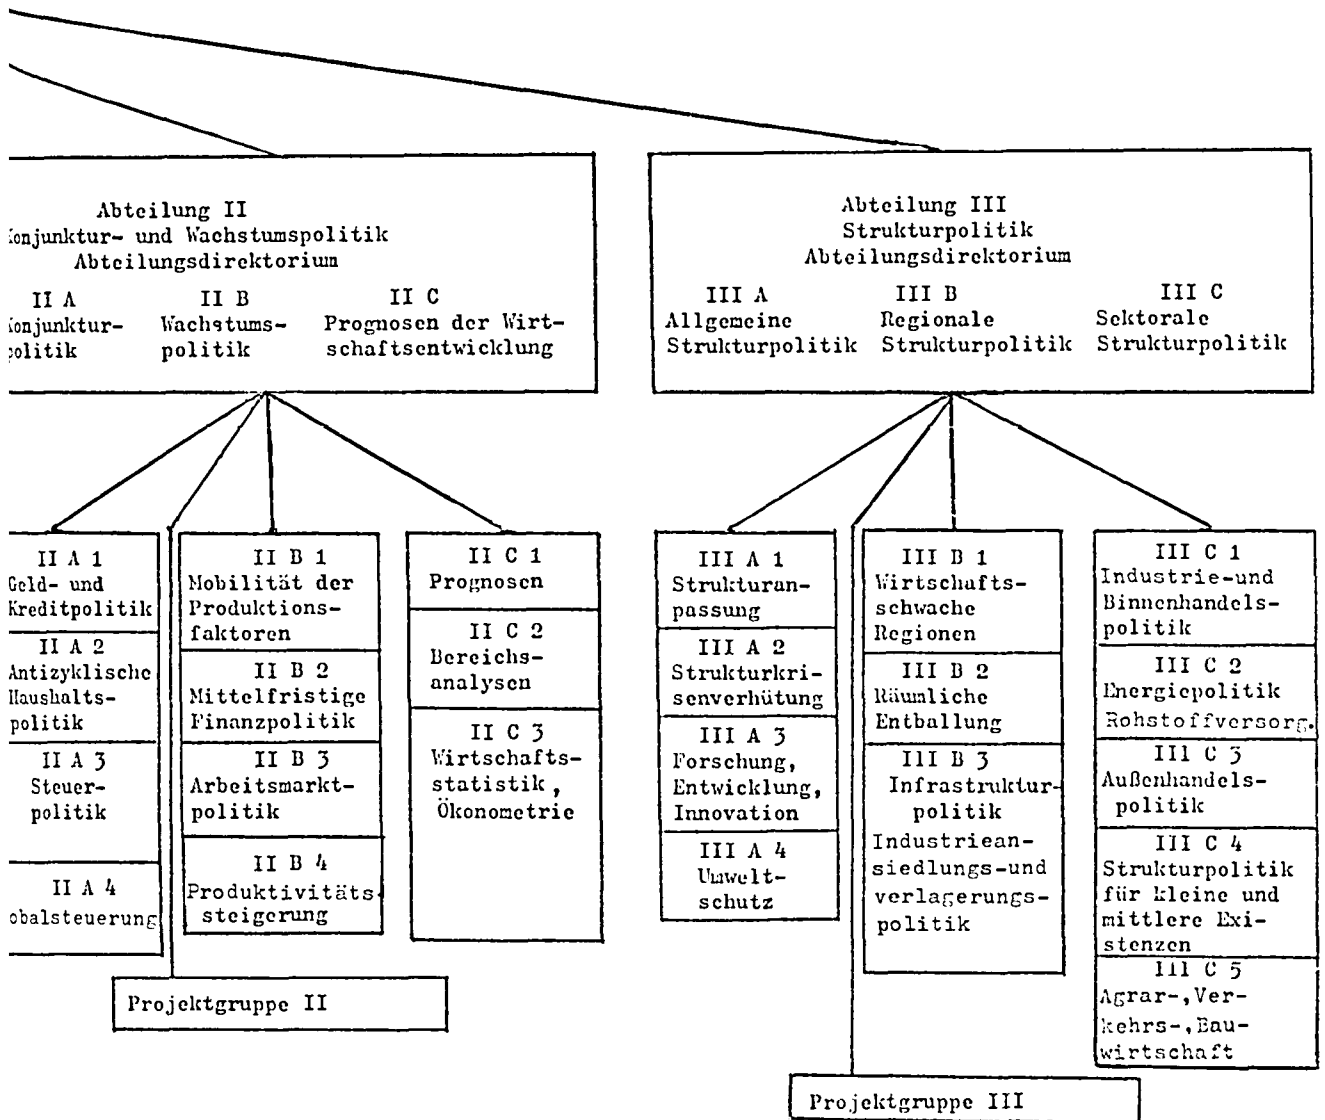 Abteilung II
onjunktur- und Wachstumspolitik
Abteilungsdirektorium
II A
onjunktur-
politik
II B
Wachstums-
politik
II C
Prognosen der Wirt-
schaftsentwicklung
Abteilung III
Strukturpolitik
Abteilungsdirektorium
III A
Allgemeine
Strukturpolitik
III B
Regionale
Strukturpolitik
III C
Sektorale
Strukturpolitik
II A 1
Geld- und
Kreditpolitik
II A 2
Antizyklische
Haushalts-
politik
II A 3
Steuer-
politik
II A 4
obalsteuerung
II B 1
Mobilität der
Produktions-
faktoren
II B 2
Mittelfristige
Finanzpolitik
II B 3
Arbeitsmarkt-
politik
II B 4
Produktivitäts-
steigerung
II C 1
Prognosen
II C 2
Bereichs-
analysen
II C 3
Wirtschafts-
statistik,
Ökonometrie
Projektgruppe II
III A 1
Strukturan-
passung
III A 2
Strukturkri-
senverhütung
III A 3
Forschung,
Entwicklung,
Innovation
III A 4
Umwelt-
schutz
III B 1
Wirtschafts-
schwache
Regionen
III B 2
Räumliche
Entballung
III B 3
Infrastruktur-
politik
Industriean-
siedlungs-und
verlagerungs-
politik
III C 1
Industrie-und
Binnenhandels-
politik
III C 2
Energiepolitik
Rohstoffversorg.
III C 3
Außenhandels-
politik
III C 4
Strukturpolitik
für kleine und
mittlere Exi-
stenzen
III C 5
Agrar-,Ver-
kehrs-,Bau-
wirtschaft
Projektgruppe III